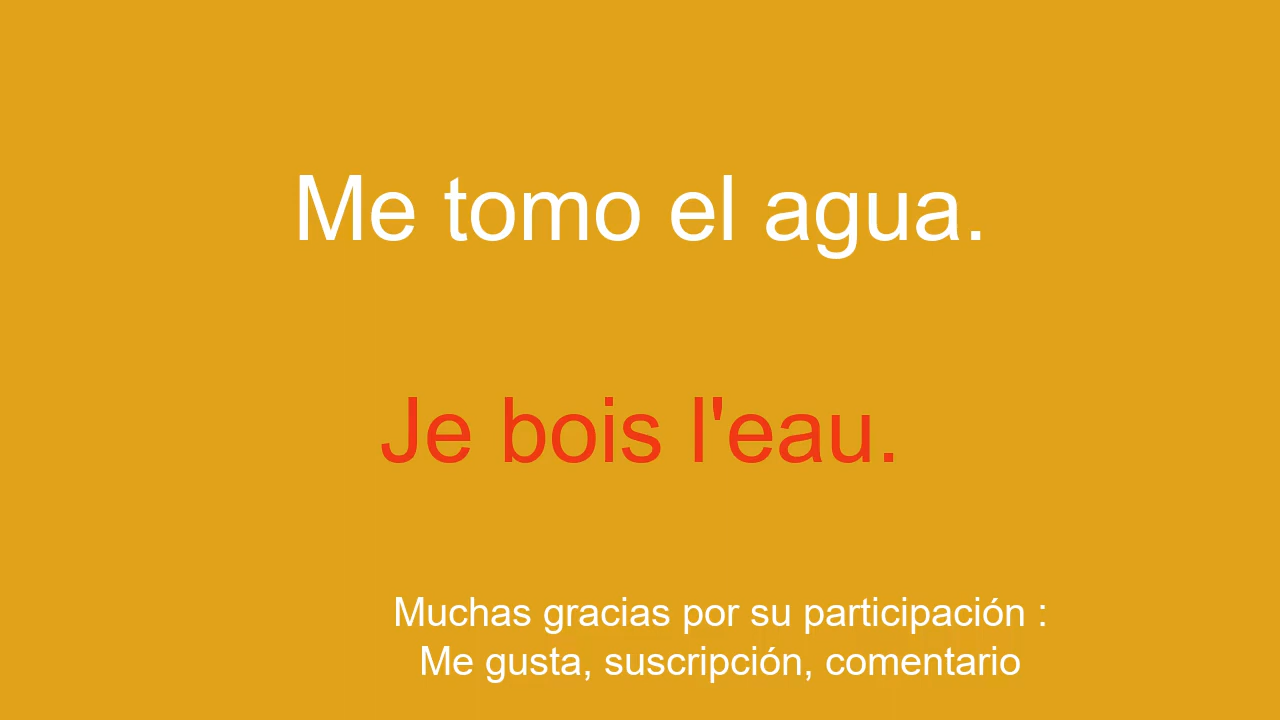 Me tomo el agua.
Je bois l'eau.
Muchas gracias por su participación :
Me gusta, suscripción, comentario